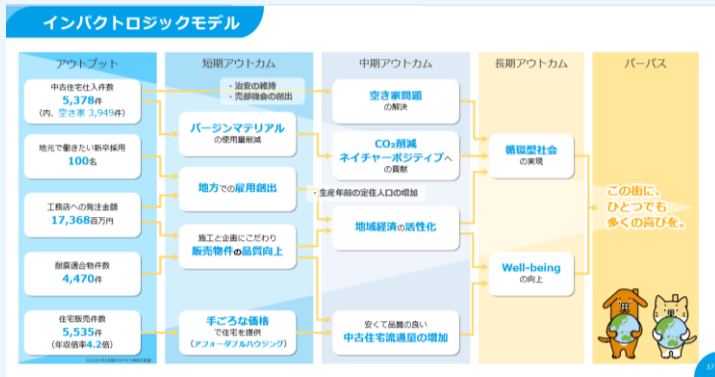 インパクトロジックモデル
アウトプット
中古住宅仕入件数
5,378件
（内、空き家 3,949件）
地元で働きたい新卒採用
100名
工務店への発注金額
17,368百万円
耐震適合物件数
4,470件
住宅販売件数
5,535件
（年収倍率4.2倍）
短期アウトカム
・治安の維持
・売却機会の創出
バージンマテリアル
の使用量削減
地方での雇用創出
施工と企画にこだわり
販売物件の品質向上
手ごろな価格
で住宅を提供
（アフォーダブルハウジング）
中期アウトカム
空き家問題
の解決
CO₂削減
ネイチャーポジティブへ
の貢献
・生産年齢の定住人口の増加
地域経済の活性化
安くて品質の良い
中古住宅流通量の増加
長期アウトカム
循環型社会
の実現
Well-being
の向上
パーパス
この街に、
ひとつでも
多くの喜びを。
17